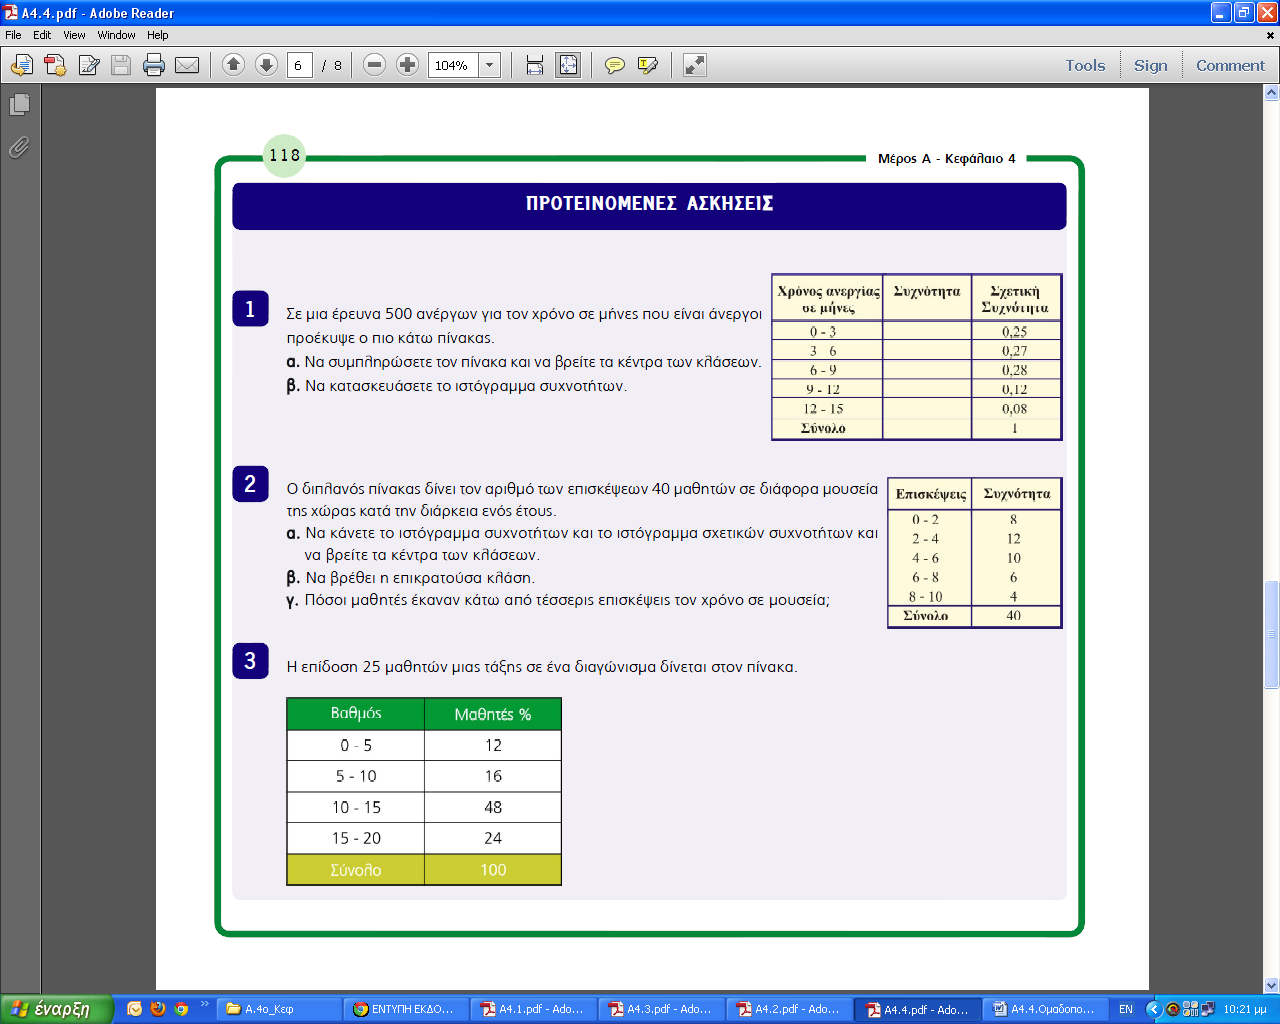 A4.4.pdf - Adobe Reader
File Edit View Window Help
6 / 8 104% Tools Sign Comment
118
Μέρος Α - Κεφάλαιο 4
ΠΡΟΤΕΙΝΟΜΕΝΕΣ ΑΣΚΗΣΕΙΣ
1
Σε μια έρευνα 500 ανέργων για τον χρόνο σε μήνες που είναι άνεργοι
προέκυψε ο πιο κάτω πίνακας.
α. Να συμπληρώσετε τον πίνακα και να βρείτε τα κέντρα των κλάσεων.
β. Να κατασκευάσετε το ιστόγραμμα συχνοτήτων.
Χρόνος ανεργίας σε μήνες Συχνότητα Σχετική Συχνότητα
0 - 3 0,25
3 6 0,27
6 - 9 0,28
9 - 12 0,12
12 - 15 0,08
Σύνολο 1
2
Ο διπλανός πίνακας δίνει τον αριθμό των επισκέψεων 40 μαθητών σε διάφορα μουσεία
της χώρας κατά την διάρκεια ενός έτους.
α. Να κάνετε το ιστόγραμμα συχνοτήτων και το ιστόγραμμα σχετικών συχνοτήτων και
να βρείτε τα κέντρα των κλάσεων.
β. Να βρέθει η επικρατούσα κλάση.
γ. Πόσοι μαθητές έκαναν κάτω από τέσσερις επισκέψεις τον χρόνο σε μουσεία;
Επισκέψεις Συχνότητα
0 - 2 8
2 - 4 12
4 - 6 10
6 - 8 6
8 - 10 4
Σύνολο 40
3
Η επίδοση 25 μαθητών μιας τάξης σε ένα διαγώνισμα δίνεται στον πίνακα.
Βαθμός Μαθητές %
0 - 5 12
5 - 10 16
10 - 15 48
15 - 20 24
Σύνολο 100
έναρξη A.4ο_Κεφ ΕΝΤΥΠΗ ΕΚΔΟ... A4.1.pdf - Ado... A4.3.pdf - Ado... A4.2.pdf - Ado... A4.4.pdf - Ado... Α4.4.Ομαδοπο... EN 10:21 μμ